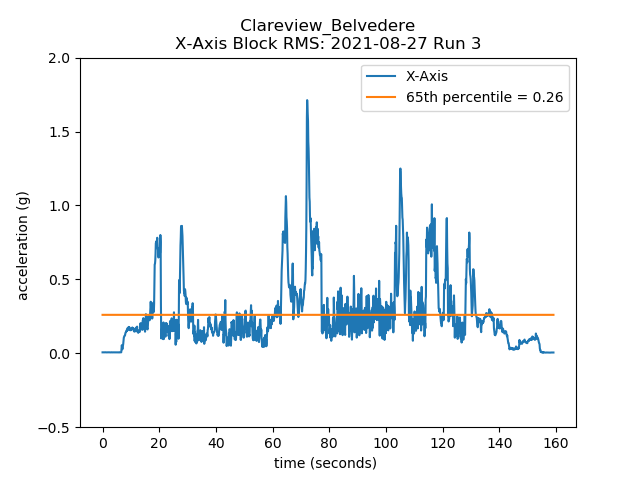 Clareview_Belvedere
X-Axis Block RMS: 2021-08-27 Run 3
X-Axis
65th percentile = 0.26
2.0
1.5
1.0
0.5
0.0
−0.5
acceleration (g)
0 20 40 60 80 100 120 140 160
time (seconds)